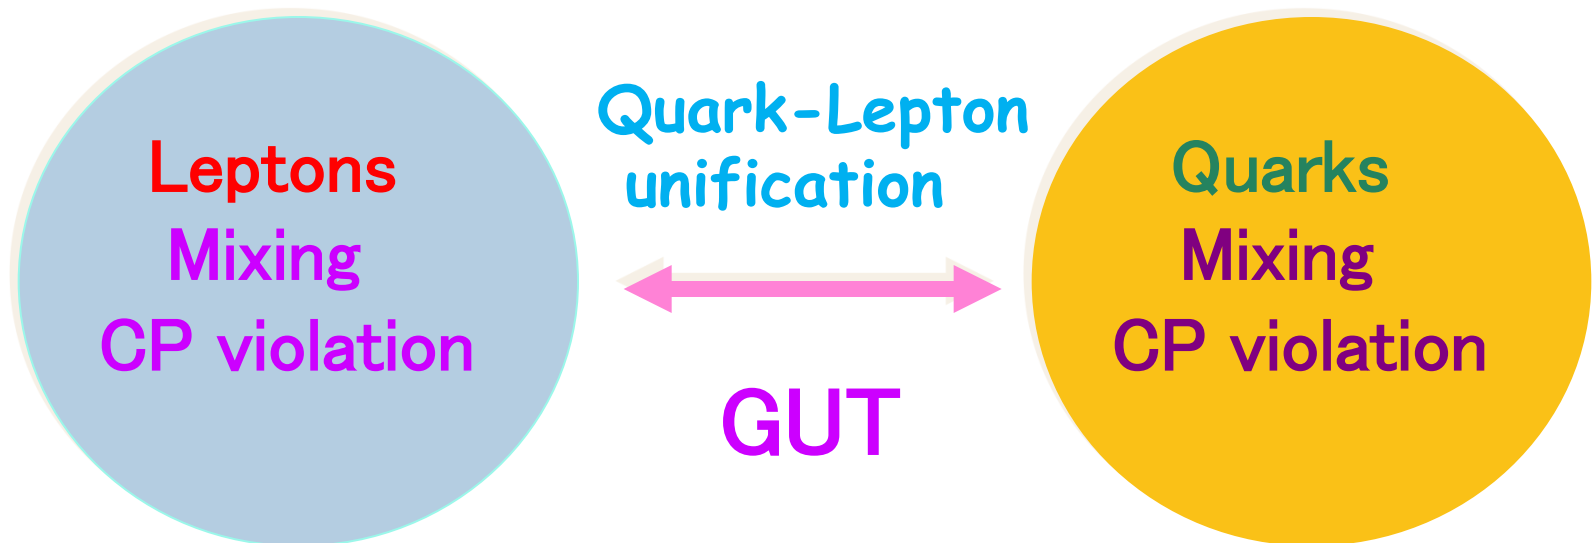 Leptons
Mixing
CP violation
Quark-Lepton
unification
GUT
Quarks
Mixing
CP violation